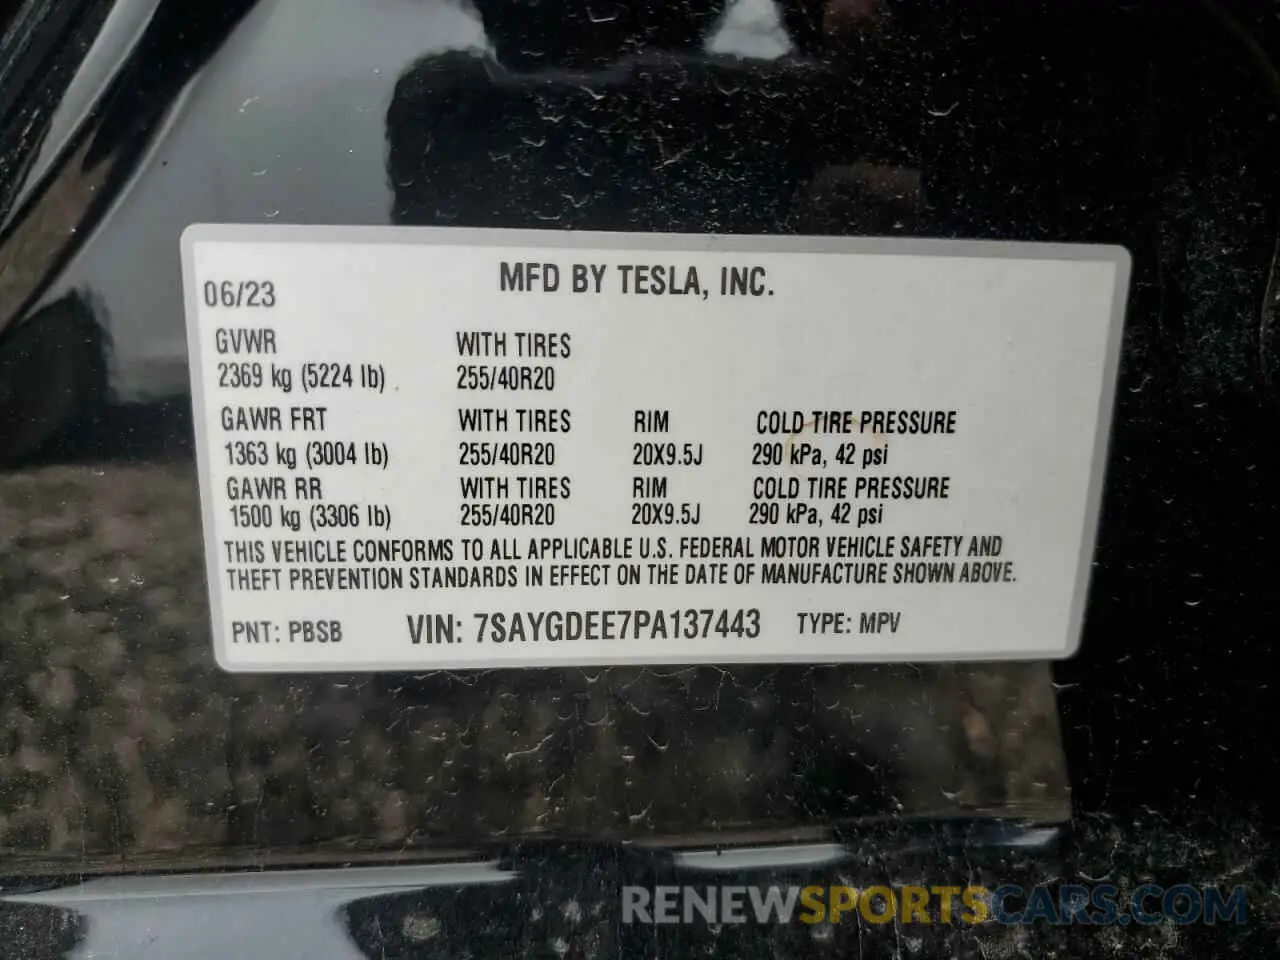 MFD BY TESLA, INC.
06/23
GVWR WITH TIRES
2369 kg (5224 lb) 255/40R20
GAWR FRT WITH TIRES RIM COLD TIRE PRESSURE
1363 kg (3004 lb) 255/40R20 20X9.5J 290 kPa, 42 psi
GAWR RR WITH TIRES RIM COLD TIRE PRESSURE
1500 kg (3306 lb) 255/40R20 20X9.5J 290 kPa, 42 psi
THIS VEHICLE CONFORMS TO ALL APPLICABLE U.S. FEDERAL MOTOR VEHICLE SAFETY AND
THEFT PREVENTION STANDARDS IN EFFECT ON THE DATE OF MANUFACTURE SHOWN ABOVE.
PNT: PBSB VIN: 7SAYGDEE7PA137443 TYPE: MPV
RENEWSPORTSCARS.COM